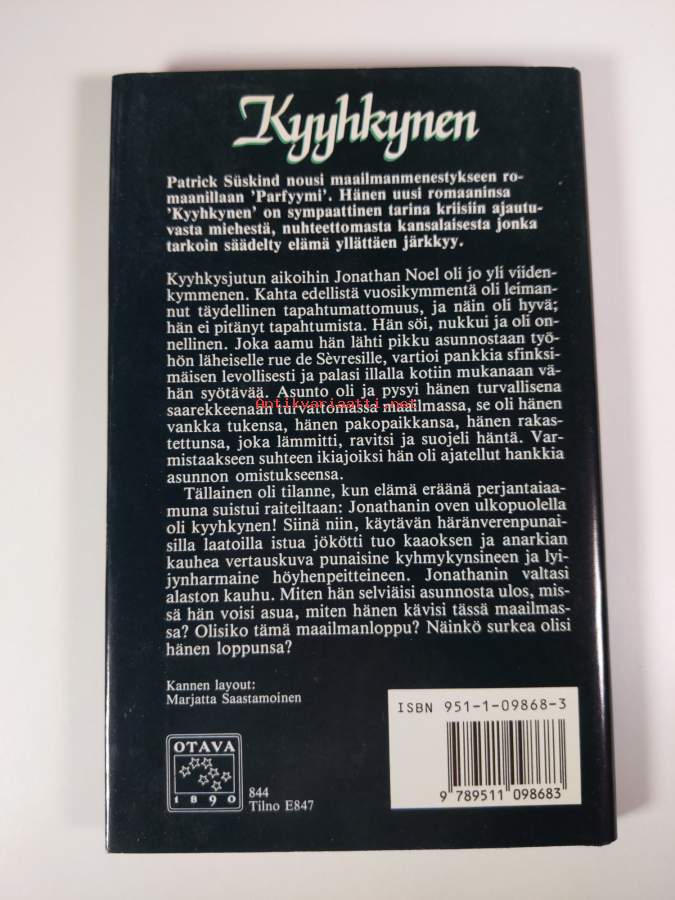 Kyyhkynen
Patrick Süskind nousi maailmanmenestykseen ro-
maanillaan 'Parfyymi'. Hänen uusi romaaninsa
'Kyyhkynen' on sympaattinen tarina kriisiin ajautu-
vasta miehestä, nuhteettomasta kansalaisesta jonka
tarkoin säädelty elämä yllättäen järkkyy.
Kyyhkysjutun aikoihin Jonathan Noel oli jo yli viiden-
kymmenen. Kahta edellistä vuosikymmentä oli leiman-
nut täydellinen tapahtumattomuus, ja näin oli hyvä;
hän ei pitänyt tapahtumista. Hän söi, nukkui ja oli on-
nellinen. Joka aamu hän lähti pikku asunnostaan työ-
hön läheiselle rue de Sèvresille, vartioi pankkia sfinksi-
mäisen levollisesti ja palasi illalla kotiin mukanaan vä-
hän syötävää. Asunto oli ja pysyi hänen turvallisena
Antikvariaatti.net
saarekkeenaan turvattomassa maailmassa, se oli hänen
vankka tukensa, hänen pakopaikkansa, hänen rakas-
tettunsa, joka lämmitti, ravitsi ja suojeli häntä. Var-
mistaakseen suhteen ikiajoiksi hän oli ajatellut hankkia
asunnon omistukseensa.
Tällainen oli tilanne, kun elämä eräänä perjantaiaa-
muna suistui raiteiltaan: Jonathanin oven ulkopuolella
oli kyyhkynen! Siinä niin, käytävän häränverenpunai-
silla laatoilla istua jökötti tuo kaaoksen ja anarkian
kauhea vertauskuva punaisine kyhmykynsineen ja lyi-
jynharmaine höyhenpeitteineen. Jonathanin valtasi
alaston kauhu. Miten hän selviäisi asunnosta ulos, mis-
sä hän voisi asua, miten hänen kävisi tässä maailmas-
sa? Olisiko tämä maailmanloppu? Näinkö surkea olisi
hänen loppunsa?
Kannen layout:
Marjatta Saastamoinen
OTAVA
1890
844
Tilno E847
ISBN 951-1-09868-3
9 789511 098683